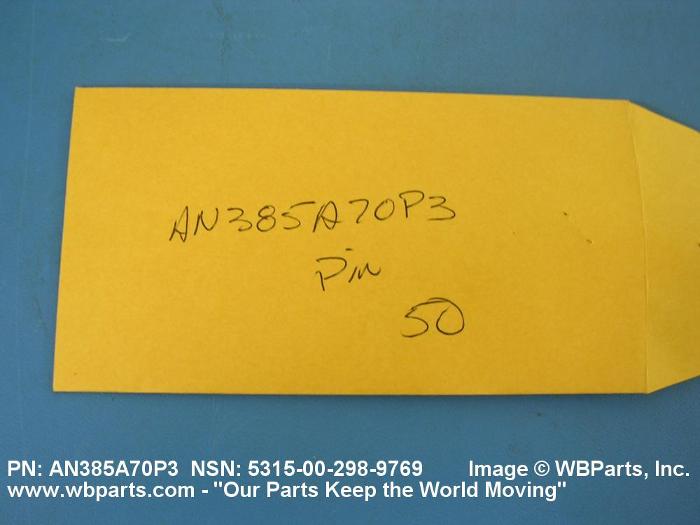 AN385A70P3
Pin
50
PN: AN385A70P3 NSN: 5315-00-298-9769 Image © WBParts, Inc.
www.wbparts.com - "Our Parts Keep the World Moving"